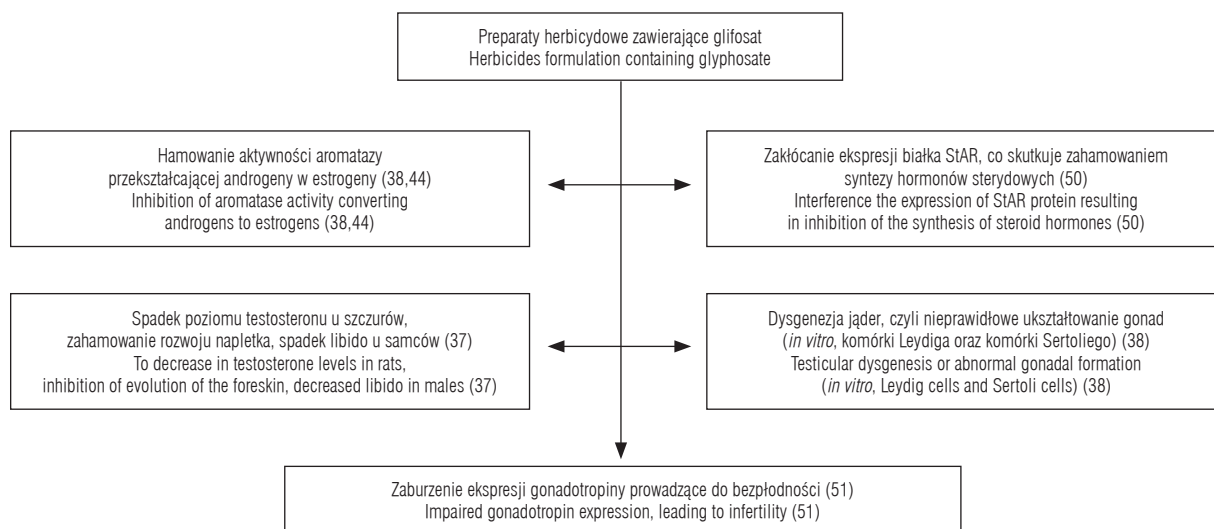 Preparaty herbicydowe zawierające glifosat
Herbicides formulation containing glyphosate
Hamowanie aktywności aromatazy
przekształcającej androgeny w estrogeny (38,44)
Inhibition of aromatase activity converting
androgens to estrogens (38,44)
Zakłócanie ekspresji białka StAR, co skutkuje zahamowaniem
syntezy hormonów sterydowych (50)
Interference the expression of StAR protein resulting
in inhibition of the synthesis of steroid hormones (50)
Spadek poziomu testosteronu u szczurów,
zahamowanie rozwoju napletka, spadek libido u samców (37)
To decrease in testosterone levels in rats,
inhibition of evolution of the foreskin, decreased libido in males (37)
Dysgenezja jąder, czyli nieprawidłowe ukształtowanie gonad
(in vitro, komórki Leydiga oraz komórki Sertoliego) (38)
Testicular dysgenesis or abnormal gonadal formation
(in vitro, Leydig cells and Sertoli cells) (38)
Zaburzenie ekspresji gonadotropiny prowadzące do bezpłodności (51)
Impaired gonadotropin expression, leading to infertility (51)